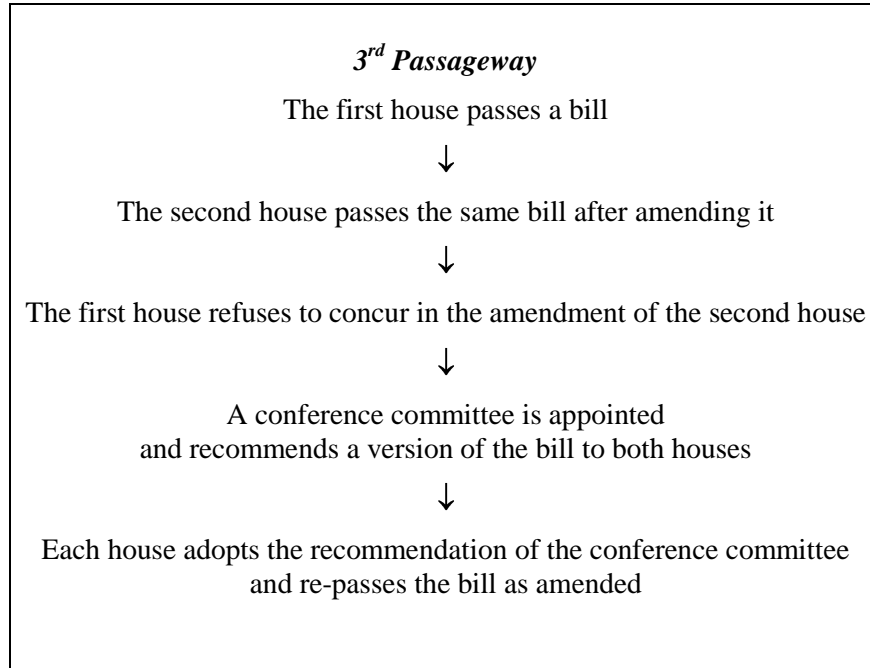 3rd Passageway
The first house passes a bill
↓
The second house passes the same bill after amending it
↓
The first house refuses to concur in the amendment of the second house
↓
A conference committee is appointed
and recommends a version of the bill to both houses
↓
Each house adopts the recommendation of the conference committee
and re-passes the bill as amended